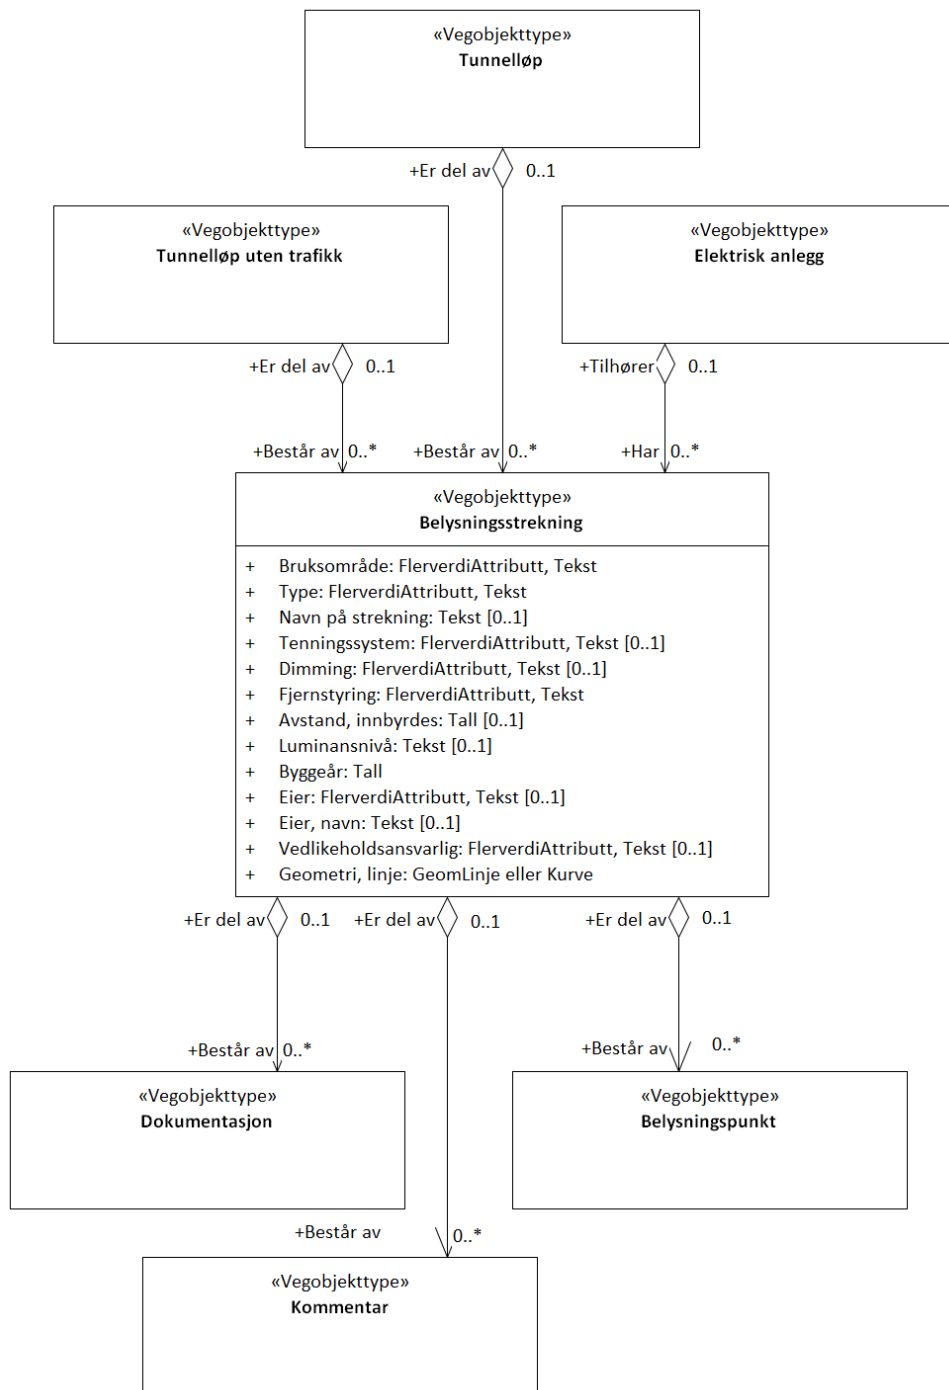 «Vegobjekttype»
Tunnelløp
+Er del av 0..1
«Vegobjekttype»
Tunnelløp uten trafikk
«Vegobjekttype»
Elektrisk anlegg
+Er del av 0..1
+Tilhører 0..1
+Består av 0..*
+Består av 0..*
+Har 0..*
«Vegobjekttype»
Belysningsstrekning
+ Bruksområde: FlerverdiAttributt, Tekst
+ Type: FlerverdiAttributt, Tekst
+ Navn på strekning: Tekst [0..1]
+ Tenningssystem: FlerverdiAttributt, Tekst [0..1]
+ Dimming: FlerverdiAttributt, Tekst [0..1]
+ Fjernstyring: FlerverdiAttributt, Tekst
+ Avstand, innbyrdes: Tall [0..1]
+ Luminansnivå: Tekst [0..1]
+ Byggeår: Tall
+ Eier: FlerverdiAttributt, Tekst [0..1]
+ Eier, navn: Tekst [0..1]
+ Vedlikeholdsansvarlig: FlerverdiAttributt, Tekst [0..1]
+ Geometri, linje: GeomLinje eller Kurve
+Er del av 0..1
+Er del av 0..1
+Er del av 0..1
+Består av 0..*
+Består av 0..*
«Vegobjekttype»
Dokumentasjon
«Vegobjekttype»
Belysningspunkt
+Består av 0..*
«Vegobjekttype»
Kommentar